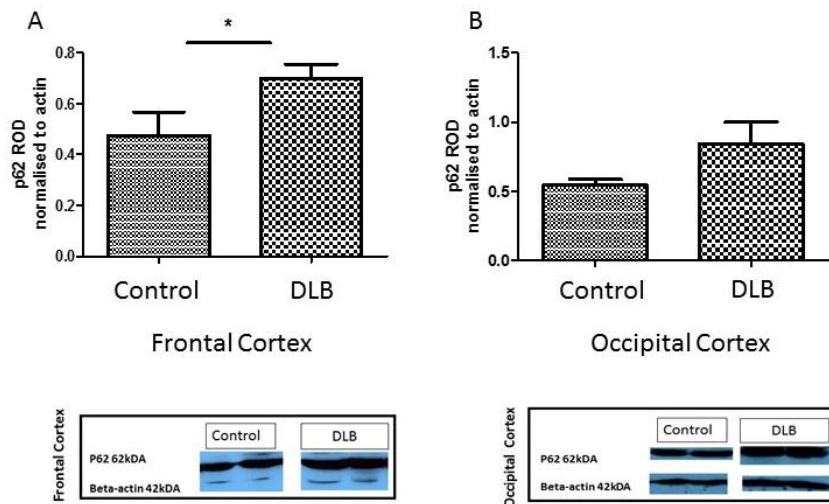 A
*
p62 ROD
normalised to actin
0.8
0.6
0.4
0.2
0.0
Control DLB
Frontal Cortex
B
p62 ROD
normalised to actin
1.5
1.0
0.5
0.0
Control DLB
Occipital Cortex
Frontal Cortex
Control DLB
P62 62kDA
Beta-actin 42kDA
Occipital Cortex
Control DLB
P62 62kDA
Beta-actin 42kDA